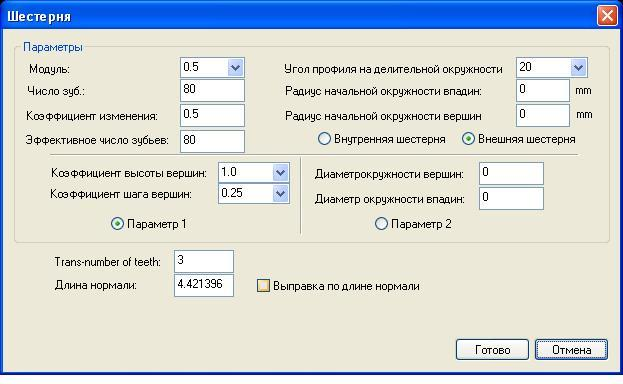 Шестерня
Параметры
Модуль: 0.5 Угол профиля на делительной окружности 20
Число зуб.: 80 Радиус начальной окружности впадин: 0 mm
Коэффициент изменения: 0.5 Радиус начальной окружности вершин 0 mm
Эффективное число зубьев: 80 Внутренняя шестерня Внешняя шестерня
Коэффициент высоты вершин: 1.0 Диаметрокружности вершин: 0
Коэффициент шага вершин: 0.25 Диаметр окружности впадин: 0
Параметр 1 Параметр 2
Trans-number of teeth: 3
Длина нормали: 4.421396 Выправка по длине нормали
Готово Отмена